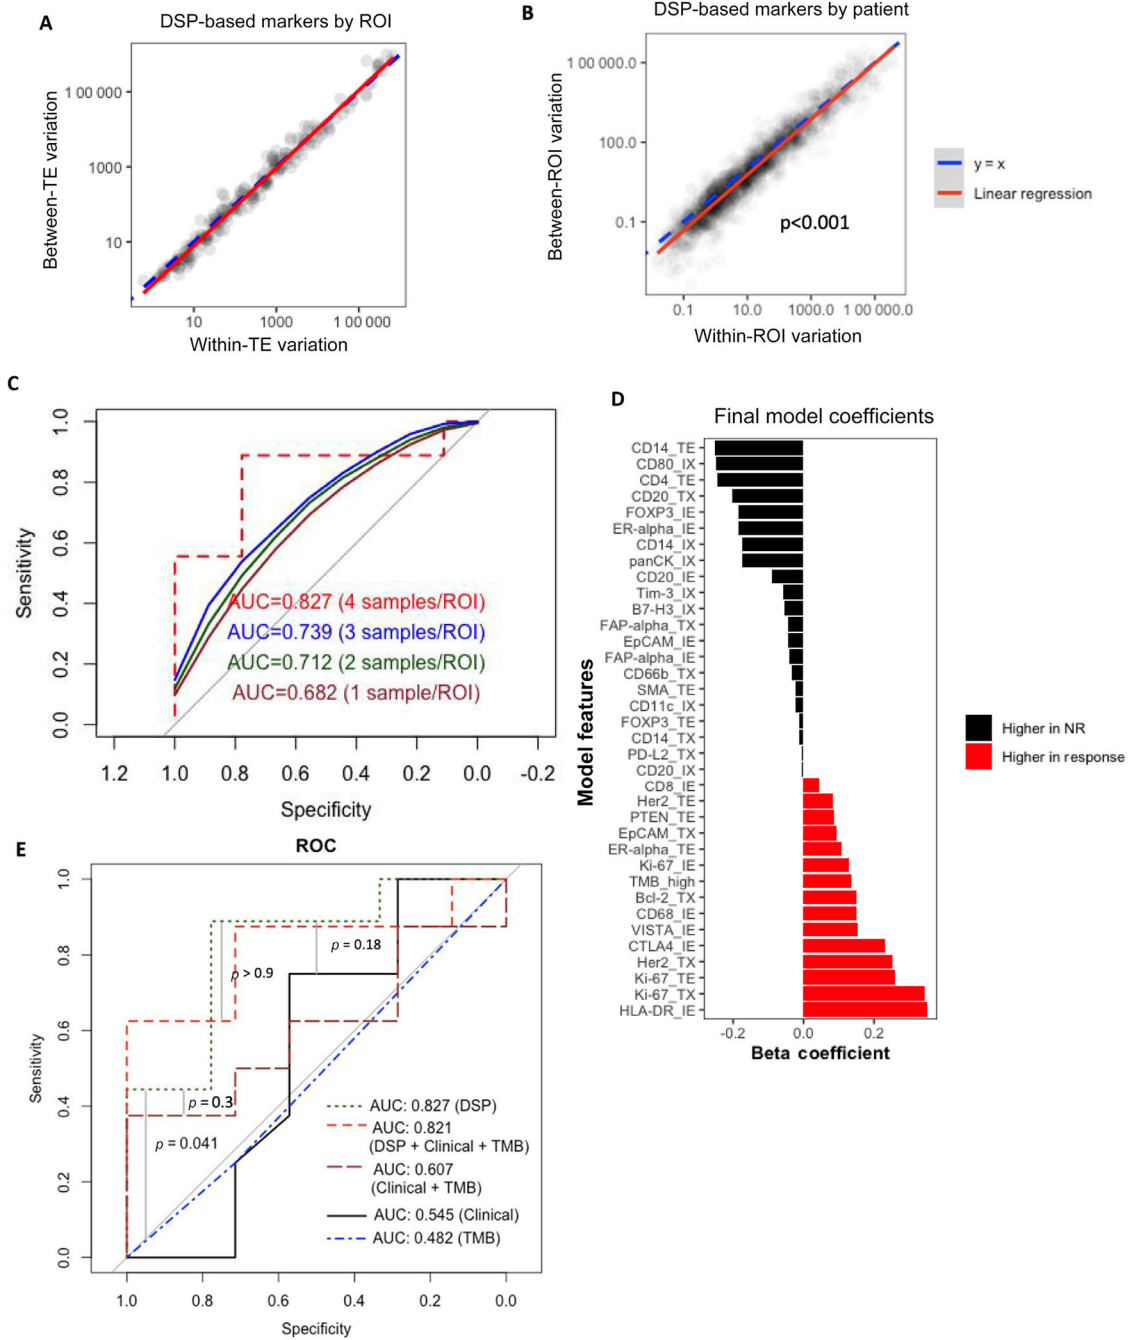 A
DSP-based markers by ROI
Between-TE variation
1 00 000
1000
10
10
1000
1 00 000
Within-TE variation
B
DSP-based markers by patient
Between-ROI variation
1 00 000.0
100.0
0.1
p<0.001
0.1
10.0
1000.0
1 00 000.0
Within-ROI variation
y = x
Linear regression
C
Sensitivity
1.0
0.8
0.6
0.4
0.2
0.0
AUC=0.827 (4 samples/ROI)
AUC=0.739 (3 samples/ROI)
AUC=0.712 (2 samples/ROI)
AUC=0.682 (1 sample/ROI)
1.2
1.0
0.8
0.6
0.4
0.2
0.0
-0.2
Specificity
D
Final model coefficients
Model features
CD14_TE
CD80_IX
CD4_TE
CD20_TX
FOXP3_IE
ER-alpha_IE
CD14_IX
panCK_IX
CD20_IE
Tim-3_IX
B7-H3_IX
FAP-alpha_TX
EpCAM_IE
FAP-alpha_IE
CD66b_TX
SMA_TE
CD11c_IX
FOXP3_TE
CD14_TX
PD-L2_TX
CD20_IX
CD8_IE
Her2_TE
PTEN_TE
EpCAM_TX
ER-alpha_TE
Ki-67_IE
TMB_high
Bcl-2_TX
CD68_IE
VISTA_IE
CTLA4_IE
Her2_TX
Ki-67_TE
Ki-67_TX
HLA-DR_IE
-0.2
0.0
0.2
Beta coefficient
Higher in NR
Higher in response
E
ROC
Sensitivity
1.0
0.8
0.6
0.4
0.2
0.0
p = 0.18
p > 0.9
p = 0.3
p = 0.041
AUC: 0.827 (DSP)
AUC: 0.821
(DSP + Clinical + TMB)
AUC: 0.607
(Clinical + TMB)
AUC: 0.545 (Clinical)
AUC: 0.482 (TMB)
1.0
0.8
0.6
0.4
0.2
0.0
Specificity